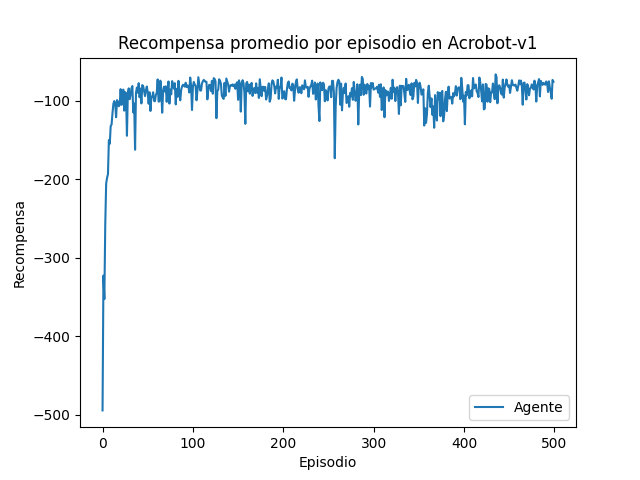 Recompensa promedio por episodio en Acrobot-v1
−100
−200
−300
−400
−500
Recompensa
0
100
200
300
400
500
Episodio
Agente